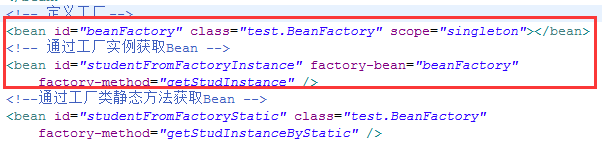 <!-- 定义工厂 -->
<bean id="beanFactory" class="test.BeanFactory" scope="singleton"></bean>
<!-- 通过工厂实例获取Bean -->
<bean id="studentFromFactoryInstance" factory-bean="beanFactory"
factory-method="getStudInstance" />
<!--通过工厂类静态方法获取Bean -->
<bean id="studentFromFactoryStatic" class="test.BeanFactory"
factory-method="getStudInstanceByStatic" />